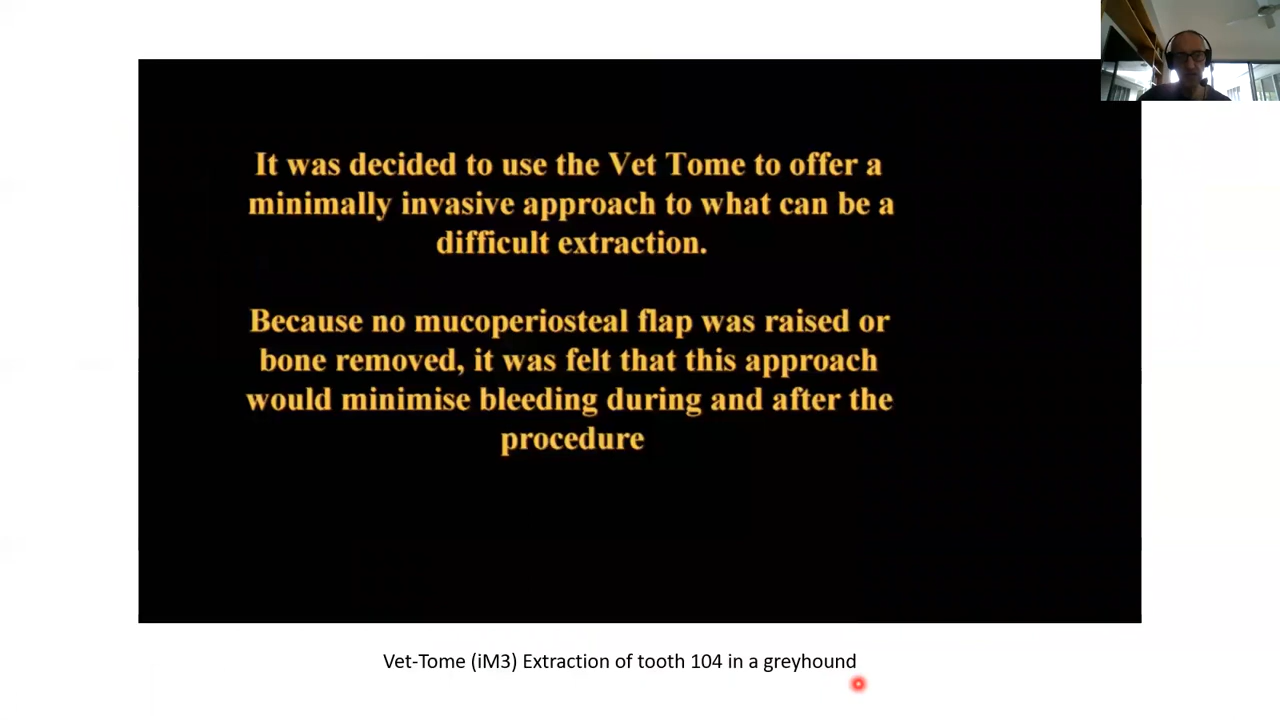 It was decided to use the Vet Tome to offer a
minimally invasive approach to what can be a
difficult extraction.
Because no mucoperiosteal flap was raised or
bone removed, it was felt that this approach
would minimise bleeding during and after the
procedure
Vet-Tome (iM3) Extraction of tooth 104 in a greyhound